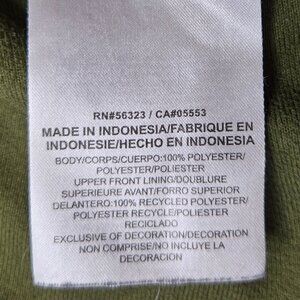 RN#56323 / CA#05553
MADE IN INDONESIA/FABRIQUE EN
INDONESIE/HECHO EN INDONESIA
BODY/CORPS/CUERPO:100% POLYESTER/
POLYESTER/POLIESTER
UPPER FRONT LINING/DOUBLURE
SUPERIEURE AVANT/FORRO SUPERIOR
DELANTERO:100% RECYCLED POLYESTER/
POLYESTER RECYCLE/POLIESTER
RECICLADO
EXCLUSIVE OF DECORATION/DECORATION
NON COMPRISE/NO INCLUYE LA
DECORACION